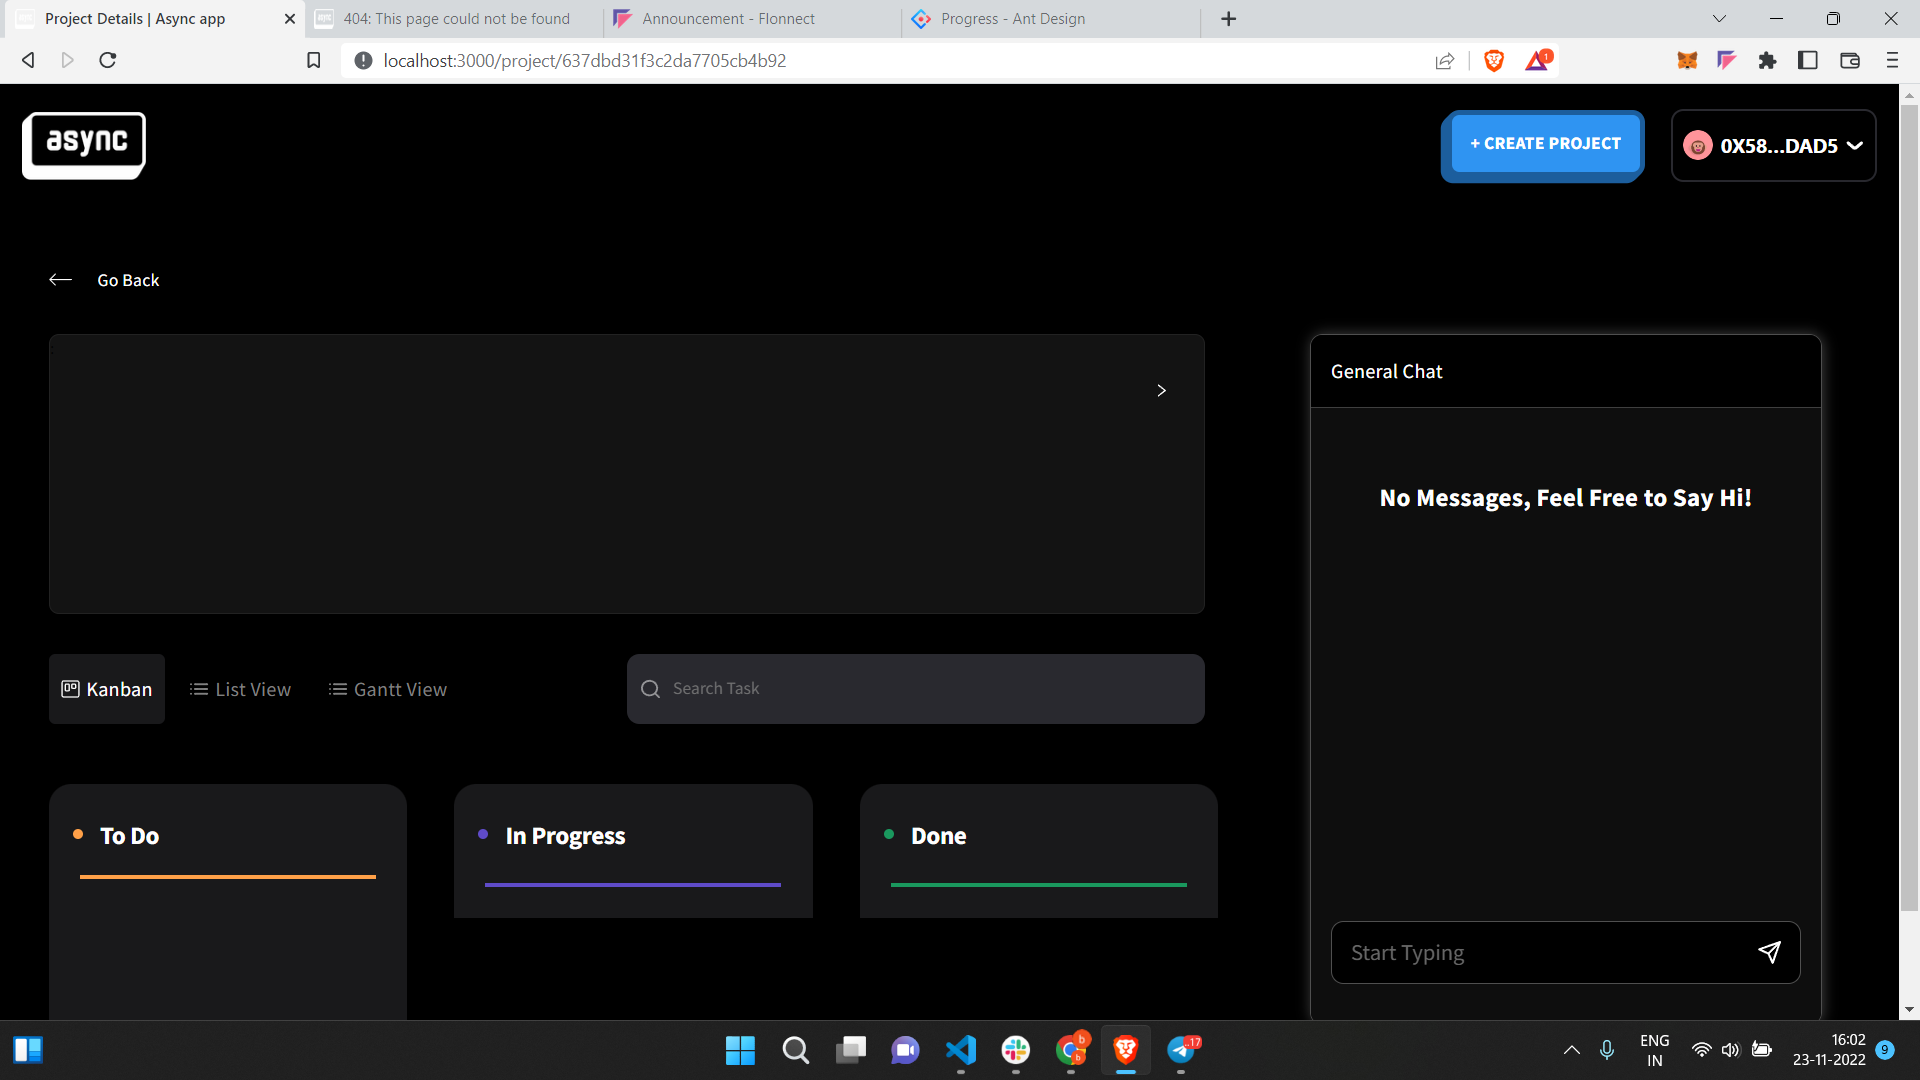 Project Details | Async app
404: This page could not be found
Announcement - Flonnect
Progress - Ant Design
localhost:3000/project/637dbd31f3c2da7705cb4b92
1
async
+ CREATE PROJECT
0X58...DAD5
Go Back
General Chat
No Messages, Feel Free to Say Hi!
Kanban
List View
Gantt View
Search Task
To Do
In Progress
Done
Start Typing
b
b
..17
ENG
IN
16:02
23-11-2022
9